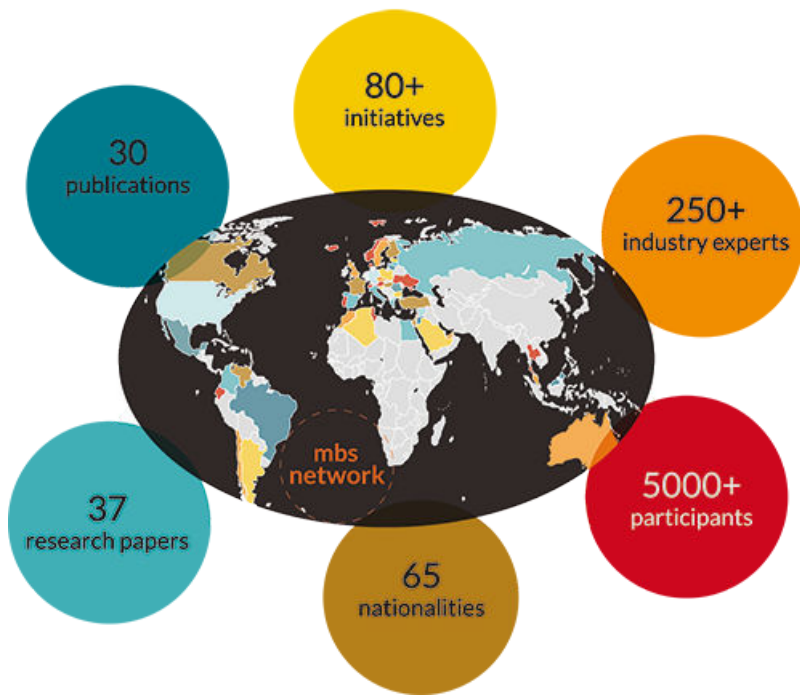 80+
initiatives
30
publications
250+
industry experts
mbs
network
37
research papers
5000+
participants
65
nationalities